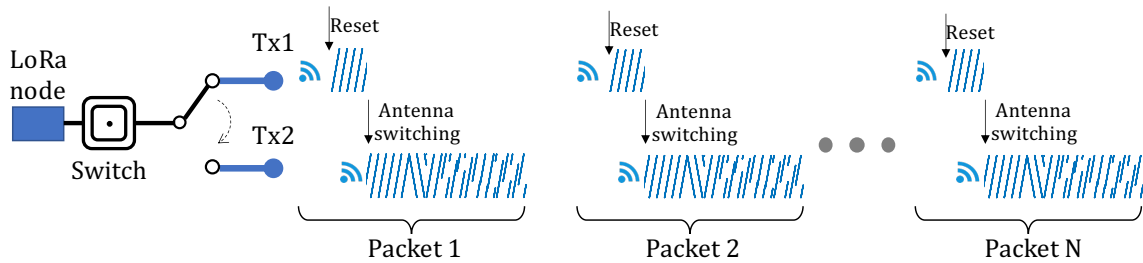 LoRa
node
Switch
Tx1
Tx2
Reset
Antenna
switching
Packet 1
Reset
Antenna
switching
Packet 2
Reset
Antenna
switching
Packet N